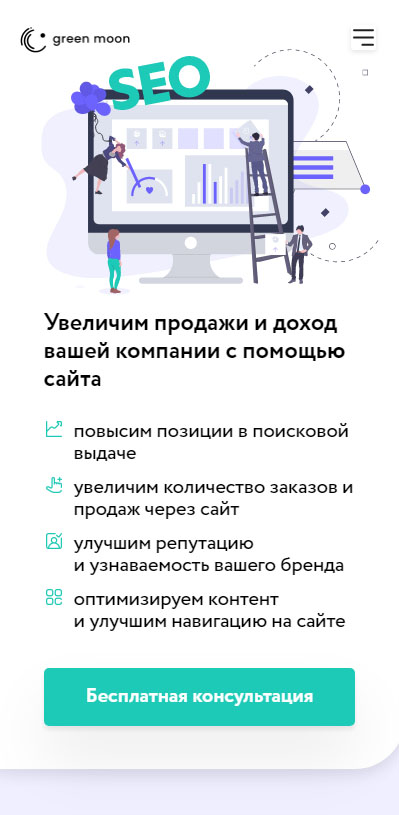 green moon
SEO
Увеличим продажи и доход
вашей компании с помощью
сайта
повысим позиции в поисковой
выдаче
увеличим количество заказов и
продаж через сайт
улучшим репутацию
и узнаваемость вашего бренда
оптимизируем контент
и улучшим навигацию на сайте
Бесплатная консультация